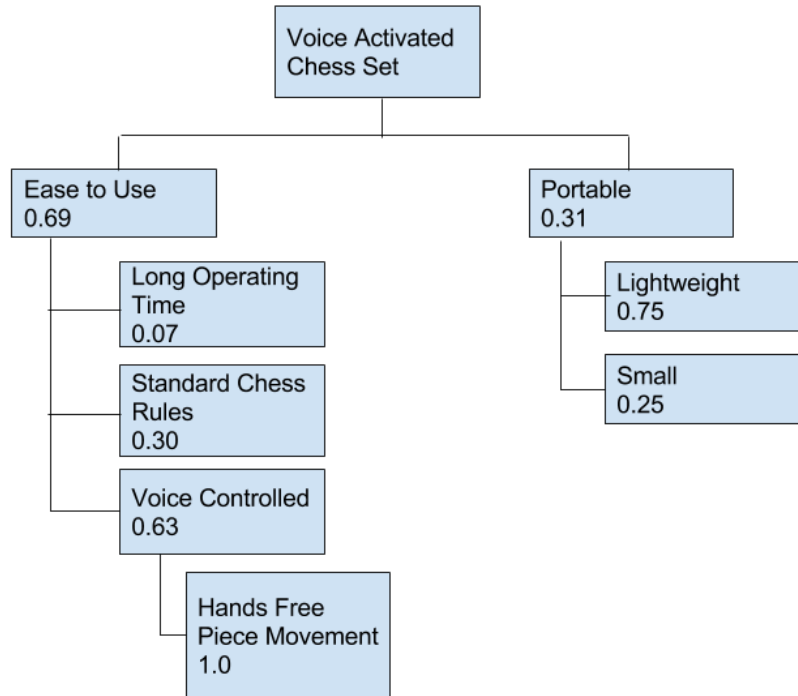 Voice Activated
Chess Set
Ease to Use
0.69
Portable
0.31
Long Operating
Time
0.07
Lightweight
0.75
Standard Chess
Rules
0.30
Small
0.25
Voice Controlled
0.63
Hands Free
Piece Movement
1.0